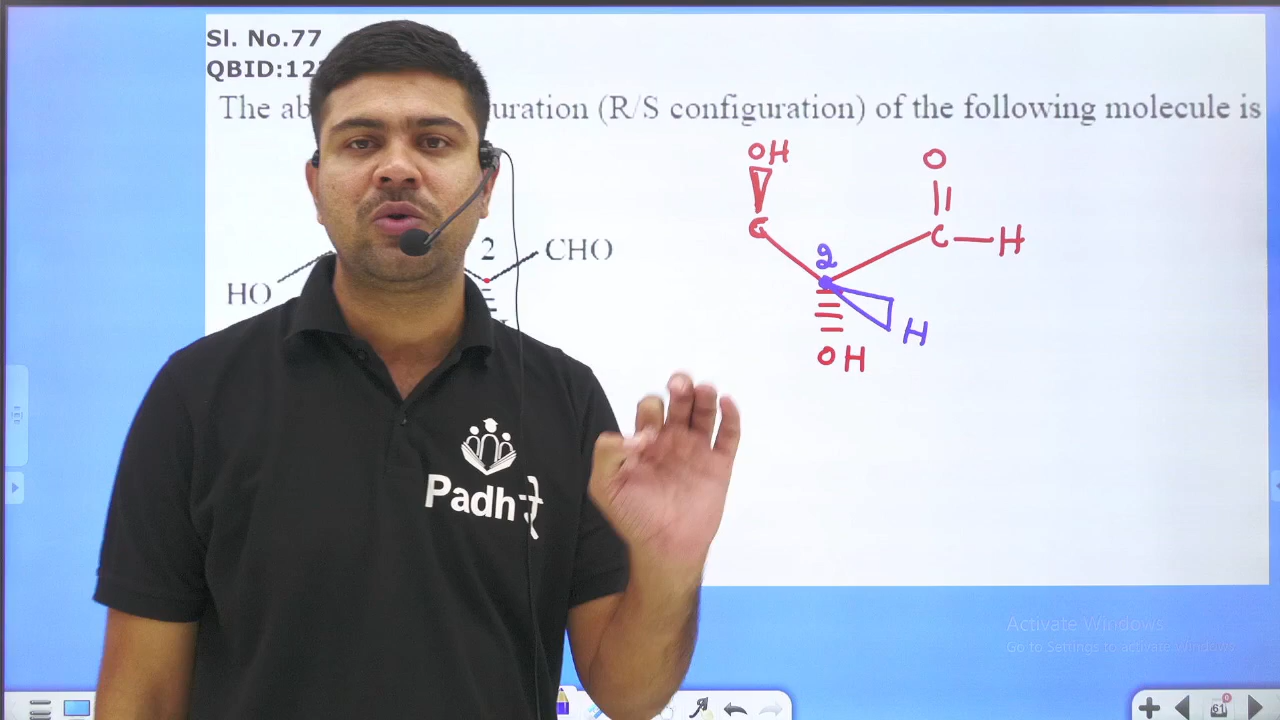 Sl. No.77
QBID:12
The ab uration (R/S configuration) of the following molecule is
OH
O
C
C—H
2
2
CHO
HO
H
OH
Padhरे
Activate Windows
Go to Settings to activate Windows.
61